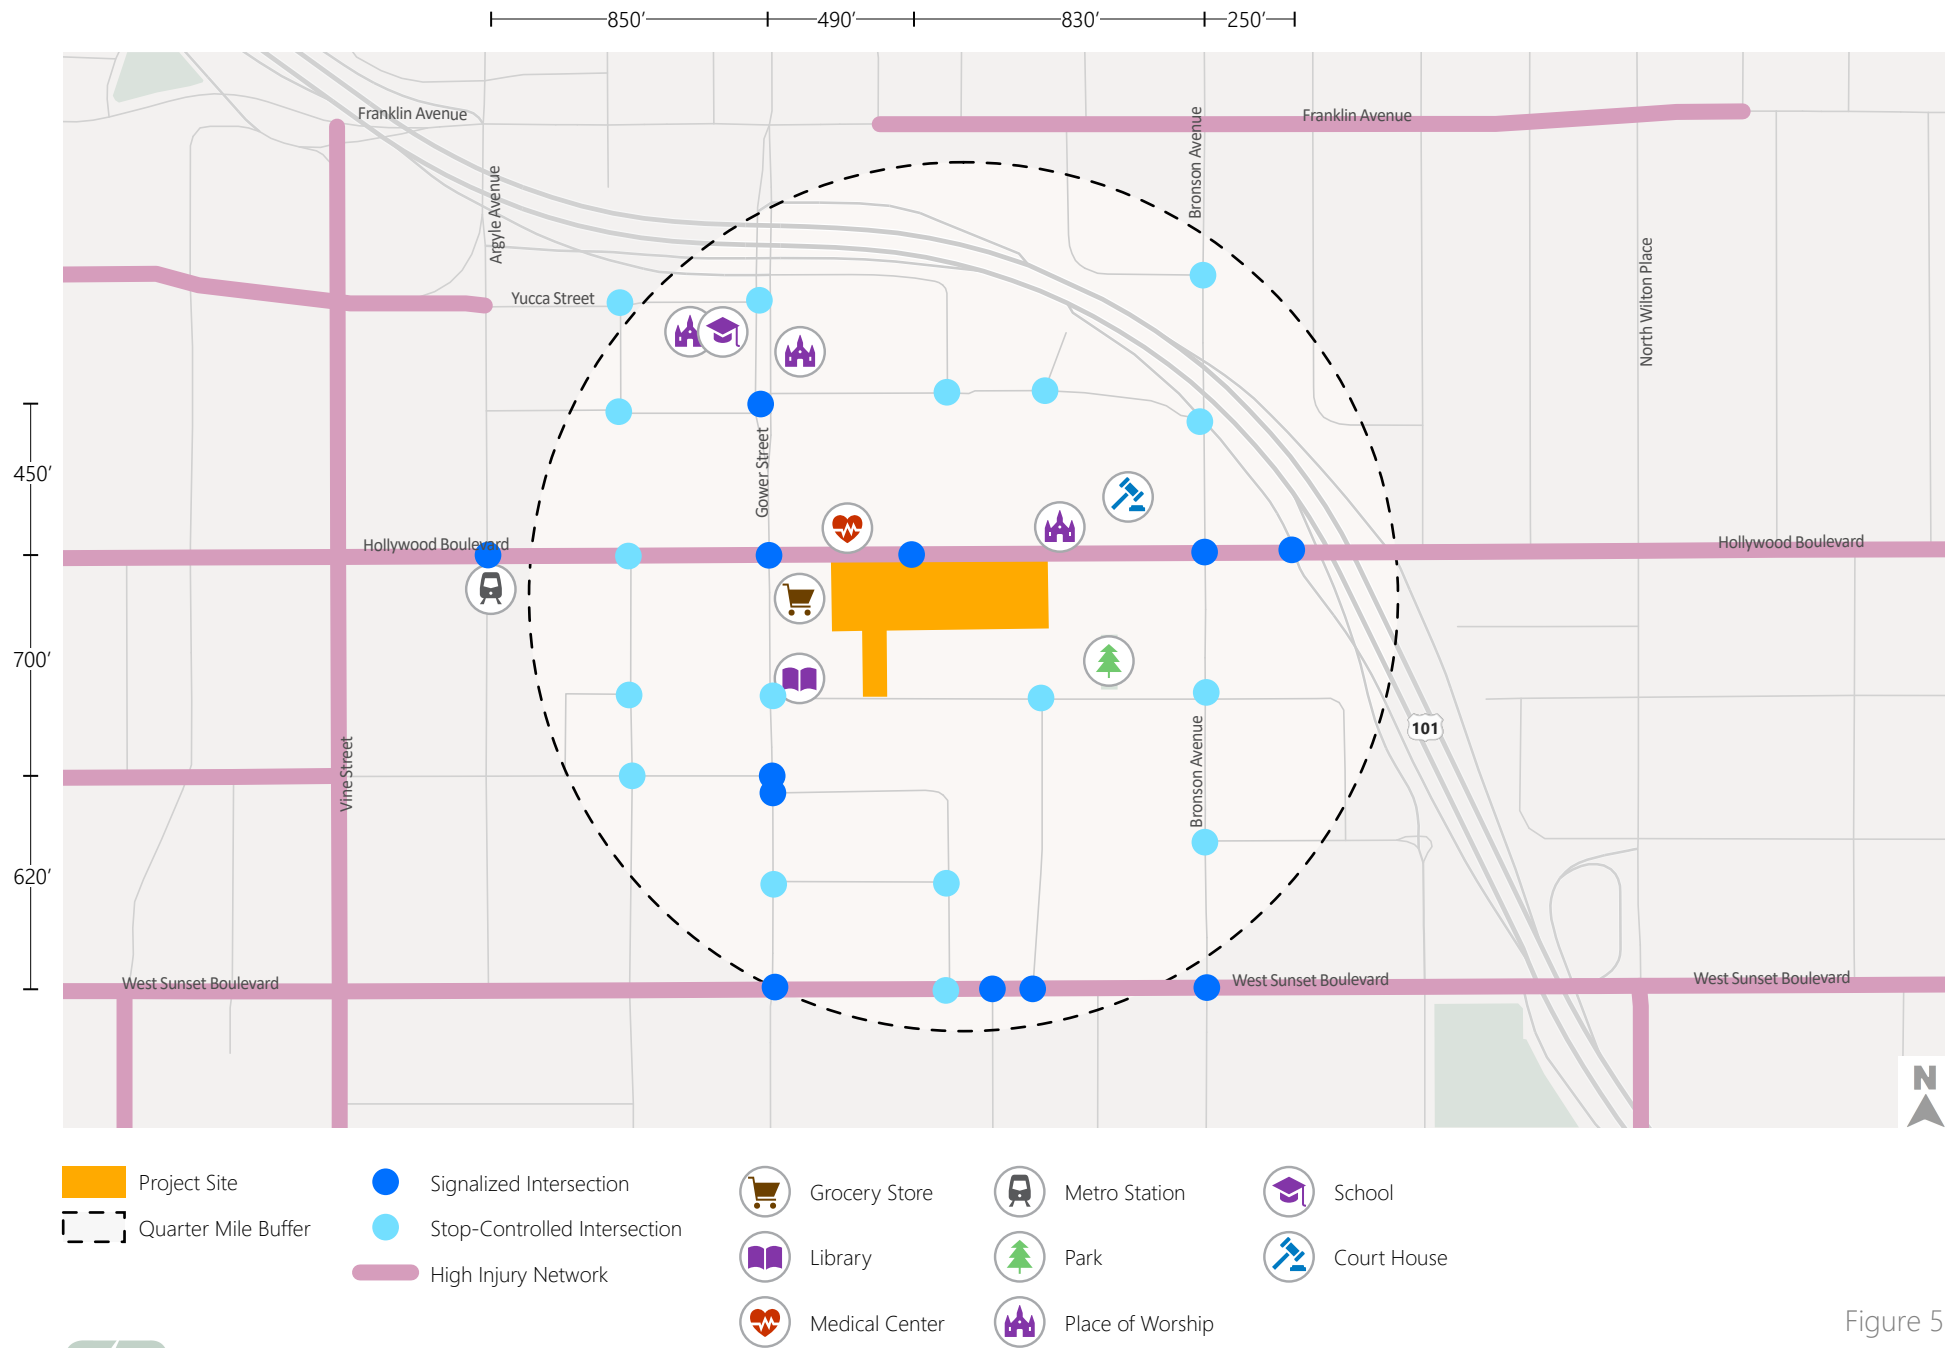 850’
490’
830’
250’
Franklin Avenue
Franklin Avenue
Bronson Avenue
Argyle Avenue
North Wilton Place
Yucca Street
450’
Gower Street
Hollywood Boulevard
Hollywood Boulevard
700’
101
Vine Street
Bronson Avenue
620’
West Sunset Boulevard
West Sunset Boulevard
West Sunset Boulevard
N
Project Site
Quarter Mile Buffer
Signalized Intersection
Stop-Controlled Intersection
High Injury Network
Grocery Store
Library
Medical Center
Metro Station
Park
Place of Worship
School
Court House
Figure 5